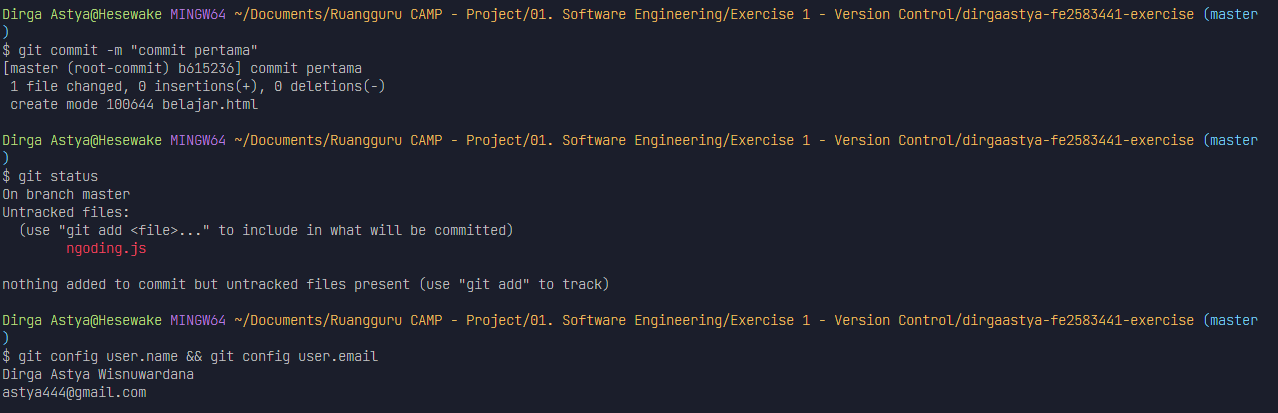 Dirga Astya@Hesewake MINGW64 ~/Documents/Ruangguru CAMP - Project/01. Software Engineering/Exercise 1 - Version Control/dirgaastya-fe2583441-exercise (master
)
$ git commit -m "commit pertama"
[master (root-commit) b615236] commit pertama
 1 file changed, 0 insertions(+), 0 deletions(-)
 create mode 100644 belajar.html

Dirga Astya@Hesewake MINGW64 ~/Documents/Ruangguru CAMP - Project/01. Software Engineering/Exercise 1 - Version Control/dirgaastya-fe2583441-exercise (master
)
$ git status
On branch master
Untracked files:
  (use "git add <file>..." to include in what will be committed)
        ngoding.js

nothing added to commit but untracked files present (use "git add" to track)

Dirga Astya@Hesewake MINGW64 ~/Documents/Ruangguru CAMP - Project/01. Software Engineering/Exercise 1 - Version Control/dirgaastya-fe2583441-exercise (master
)
$ git config user.name && git config user.email
Dirga Astya Wisnuwardana
astya444@gmail.com